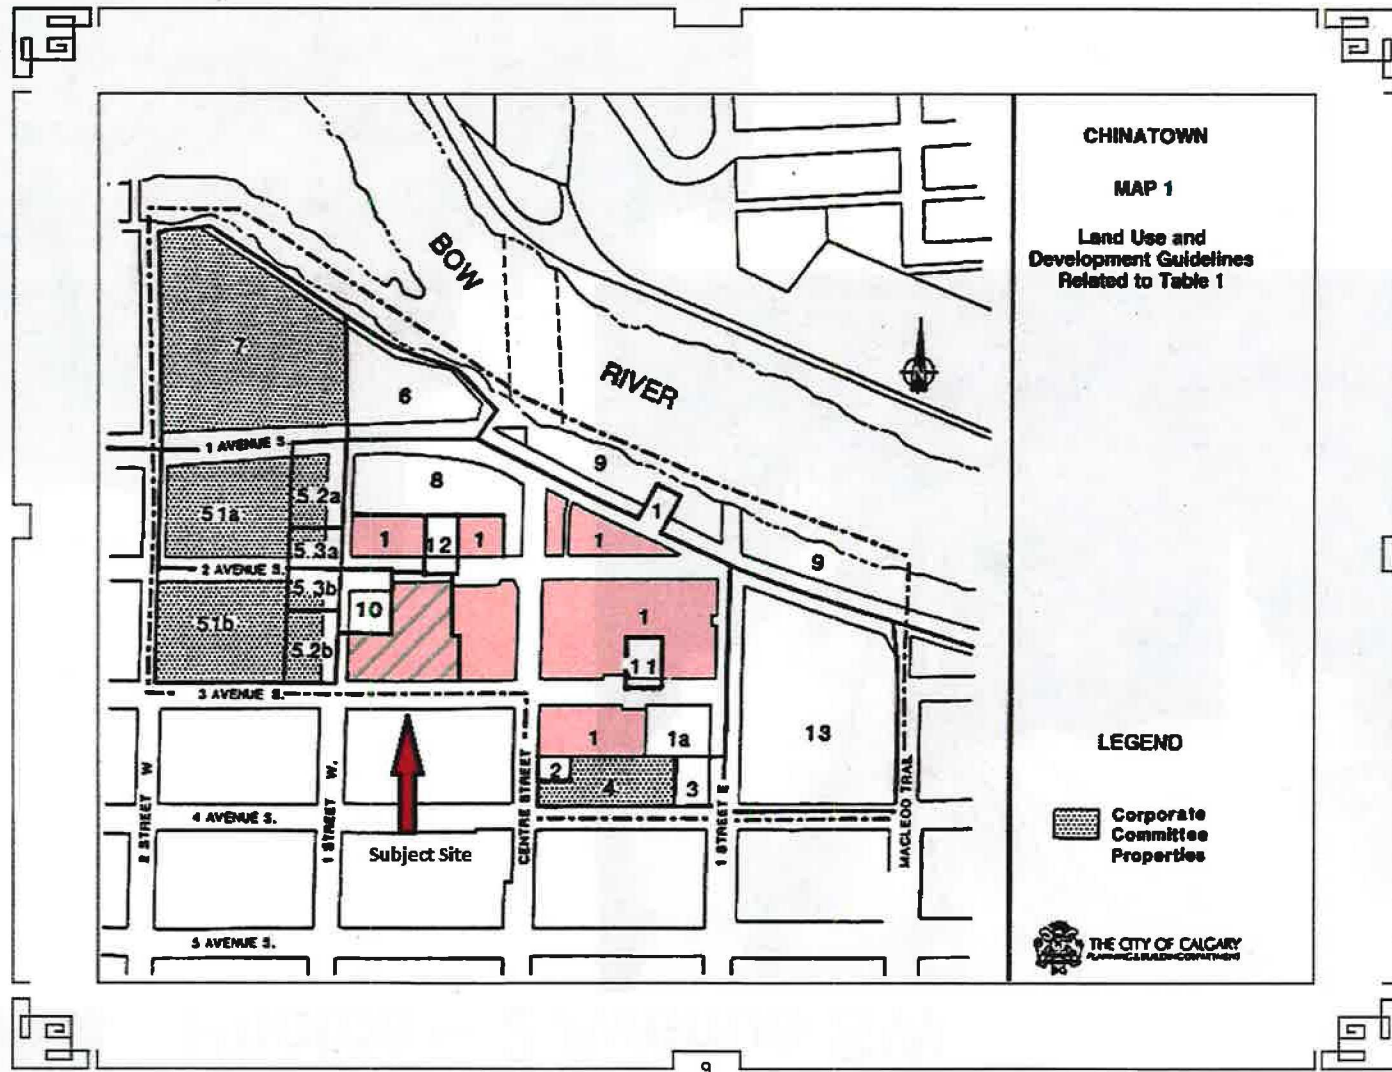 CHINATOWN
MAP 1
Land Use and
Development Guidelines
Related to Table 1
BOW
RIVER
7
6
1 AVENUE S.
9
8
5.1a
5.2a
1
12
1
1
1
5.3a
9
2 AVENUE S.
5.3b
10
1
5.1b
5.2b
11
3 AVENUE S.
1
1a
13
2
4
3
2 STREET W
1 STREET W.
CENTRE STREET
1 STREET E
MACLEOD TRAIL
4 AVENUE S.
Subject Site
5 AVENUE S.
LEGEND
Corporate
Committee
Properties
THE CITY OF CALGARY
PLANNING & BUILDING DEPARTMENT
9